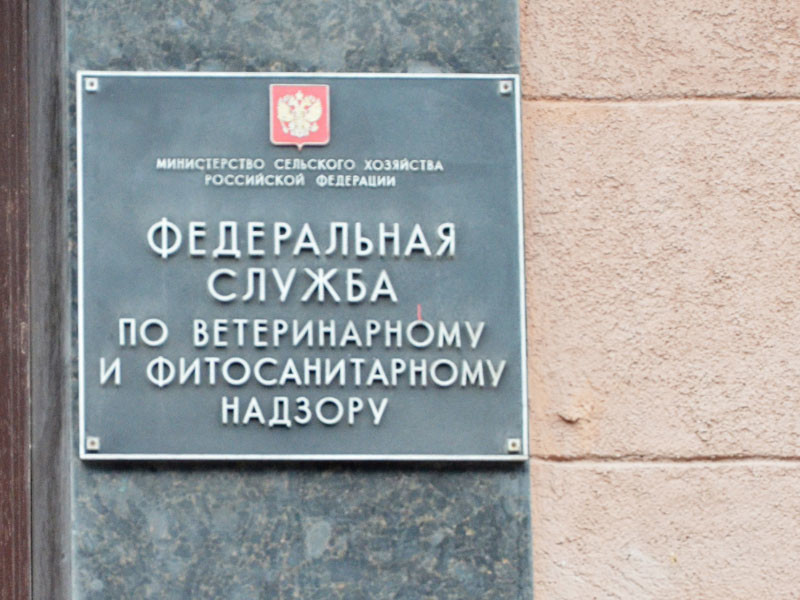 МИНИСТЕРСТВО СЕЛЬСКОГО ХОЗЯЙСТВА
РОССИЙСКОЙ ФЕДЕРАЦИИ
ФЕДЕРАЛЬНАЯ
СЛУЖБА
ПО ВЕТЕРИНАРНОМУ
И ФИТОСАНИТАРНОМУ
НАДЗОРУ